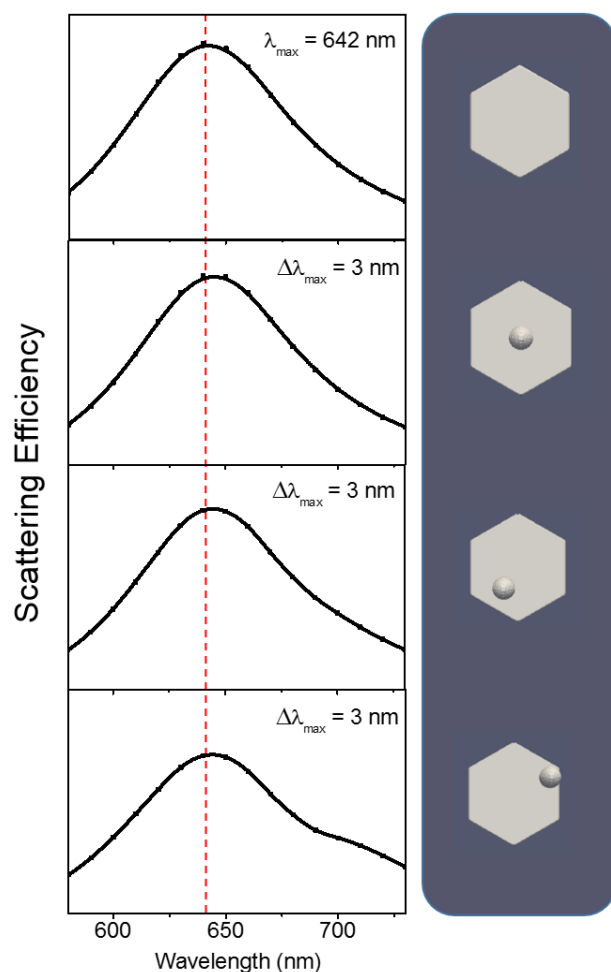 λmax = 642 nm
Δλmax = 3 nm
Δλmax = 3 nm
Δλmax = 3 nm
Scattering Efficiency
600
650
700
Wavelength (nm)